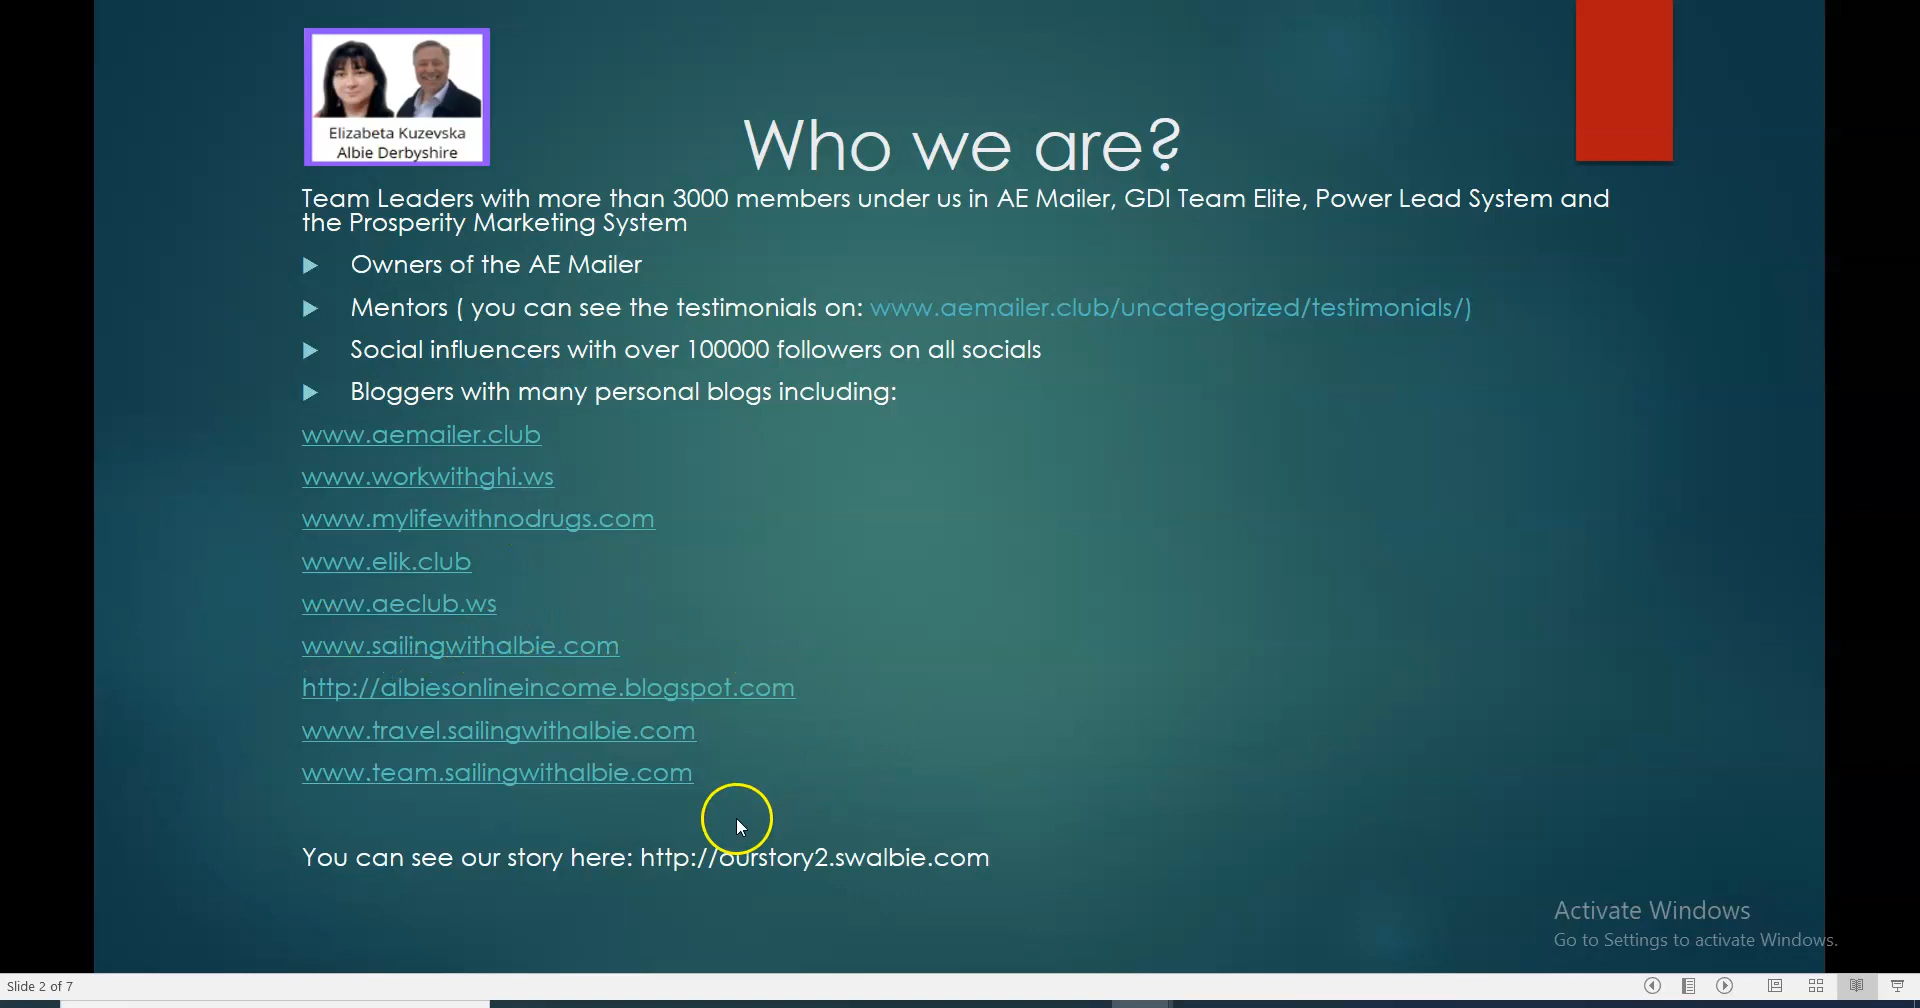 Elizabeta Kuzevska
Albie Derbyshire
Who we are?
Team Leaders with more than 3000 members under us in AE Mailer, GDI Team Elite, Power Lead System and
the Prosperity Marketing System
Owners of the AE Mailer
Mentors ( you can see the testimonials on: www.aemailer.club/uncategorized/testimonials/)
Social influencers with over 100000 followers on all socials
Bloggers with many personal blogs including:
www.aemailer.club
www.workwithghi.ws
www.mylifewithnodrugs.com
www.elik.club
www.aeclub.ws
www.sailingwithalbie.com
http://albiesonlineincome.blogspot.com
www.travel.sailingwithalbie.com
www.team.sailingwithalbie.com
You can see our story here: http://ourstory2.swalbie.com
Activate Windows
Go to Settings to activate Windows.
Slide 2 of 7